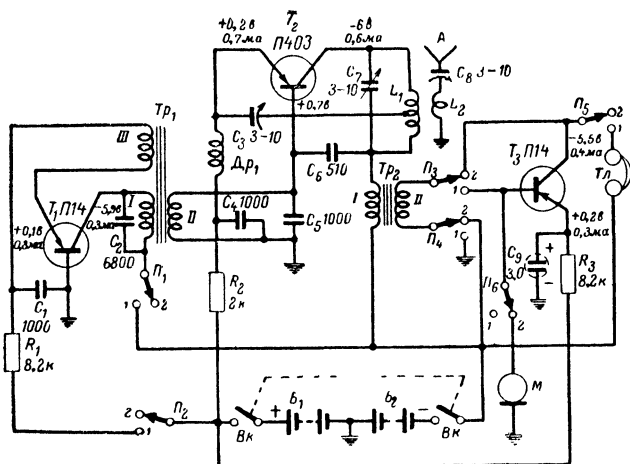 +0,2в
0,7ма
T2
П403
-6в
0,6ма
A
C7
3-10
C8 3-10
L1
L2
Тр1
III
C3 3-10
+0,7в
Др1
C6 510
П5
2
1
T3 П14
-5,5в
0,4ма
Тл
T1 П14
I
II
-5,9в
0,3ма
+0,1в
0,3ма
C2
6800
C4 1000
C5 1000
Тр2
I
II
П3
2
1
П4
2
1
+0,2в
0,3ма
C9
3,0
+
-
R3
8,2к
П1
1
2
R2
2к
C1
1000
R1
8,2к
П6
1
2
М
П2
2
1
Вк
+
Б1
Б2
-
Вк